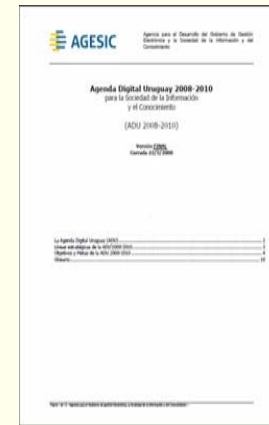 AGESIC
Agencia para el Desarrollo del Gobierno de Gestión
Electrónica y la Sociedad de la Información y del
Conocimiento
Agenda Digital Uruguay 2008-2010
para la Sociedad de la Información
y el Conocimiento
(ADU 2008-2010)
Versión FINAL
La Agenda Digital Uruguay (ADU)
Líneas estratégicas de la ADU 2008-2010
Objetivos y Metas de la ADU 2008-2010
Glosario